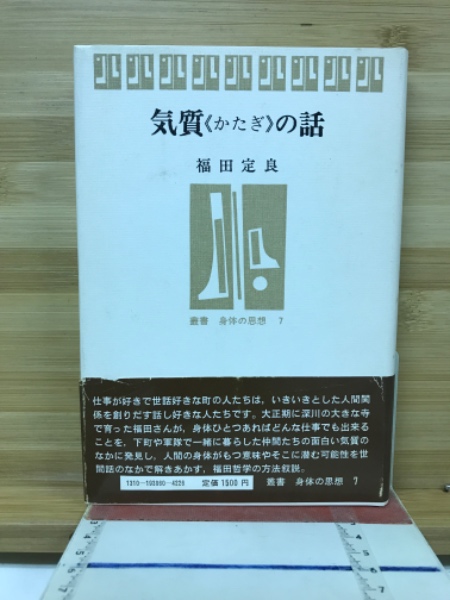 気質《かたぎ》の話
福田定良
叢書 身体の思想 7
仕事が好きで世話好きな町の人たちは、いきいきとした人間関
係を創りだす話し好きな人たちです。大正期に深川の大きな寺
で育った福田さんが、身体ひとつあればどんな仕事でも出来る
ことを、下町や軍隊で一緒に暮らした仲間たちの面白い気質の
なかに発見し、人間の身体がもつ意味やそこに潜む可能性を世
間話のなかで解きあかす、福田哲学の方法叙説。
定価 1500円
叢書 身体の思想 7